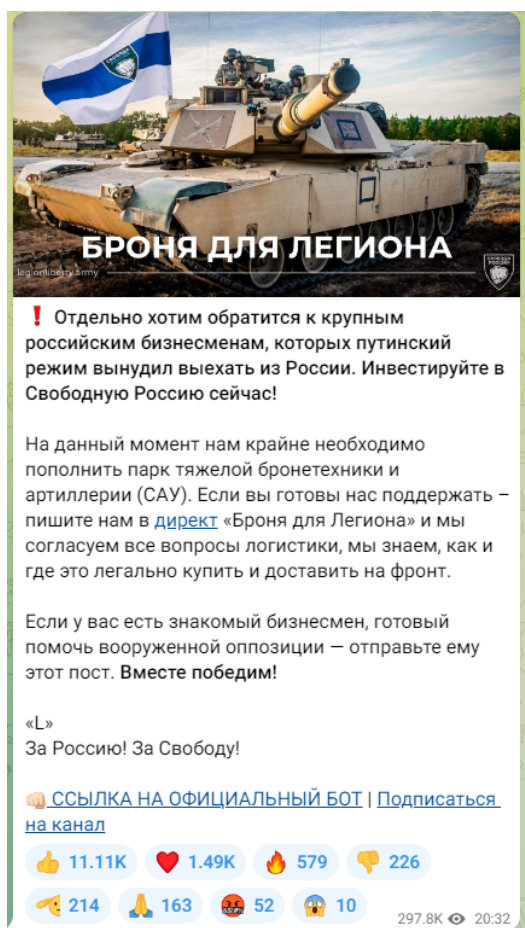 СВОБОДА
БРОНЯ ДЛЯ ЛЕГИОНА
legionliberty.army
СВОБОДА
РОССИИ
❗ Отдельно хотим обратится к крупным
российским бизнесменам, которых путинский
режим вынудил выехать из России. Инвестируйте в
Свободную Россию сейчас!
На данный момент нам крайне необходимо
пополнить парк тяжелой бронетехники и
артиллерии (САУ). Если вы готовы нас поддержать –
пишите нам в директ «Броня для Легиона» и мы
согласуем все вопросы логистики, мы знаем, как и
где это легально купить и доставить на фронт.
Если у вас есть знакомый бизнесмен, готовый
помочь вооруженной оппозиции — отправьте ему
этот пост. Вместе победим!
«L»
За Россию! За Свободу!
👊🏻 ССЫЛКА НА ОФИЦИАЛЬНЫЙ БОТ | Подписаться
на канал
👍 11.11K ❤️ 1.49K 🔥 579 👎 226
🫡 214 🙏 163 🤬 52 😱 10
297.8K 20:32